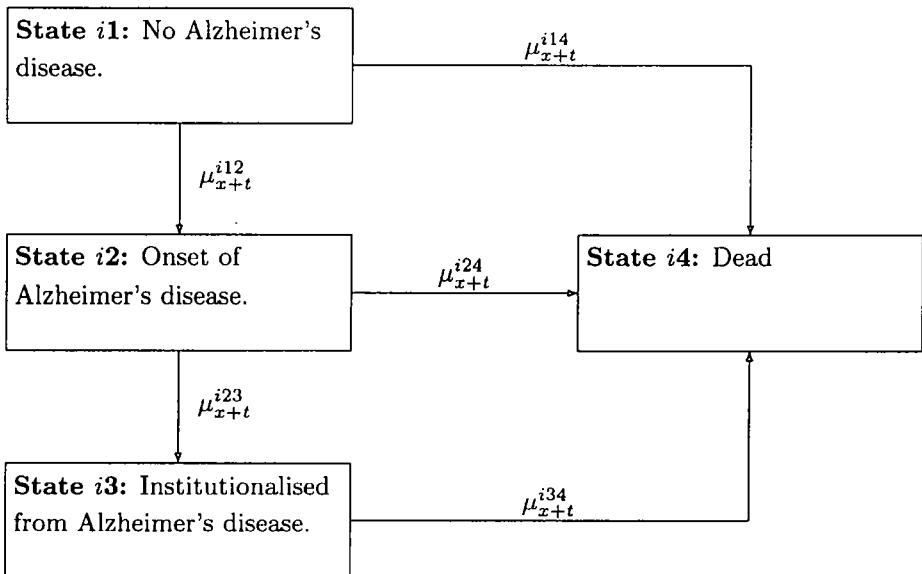 State i1: No Alzheimer's
disease.
μ^{i14}_{x+t}
μ^{i12}_{x+t}
State i2: Onset of
Alzheimer's disease.
μ^{i24}_{x+t}
State i4: Dead
μ^{i23}_{x+t}
State i3: Institutionalised
from Alzheimer's disease.
μ^{i34}_{x+t}